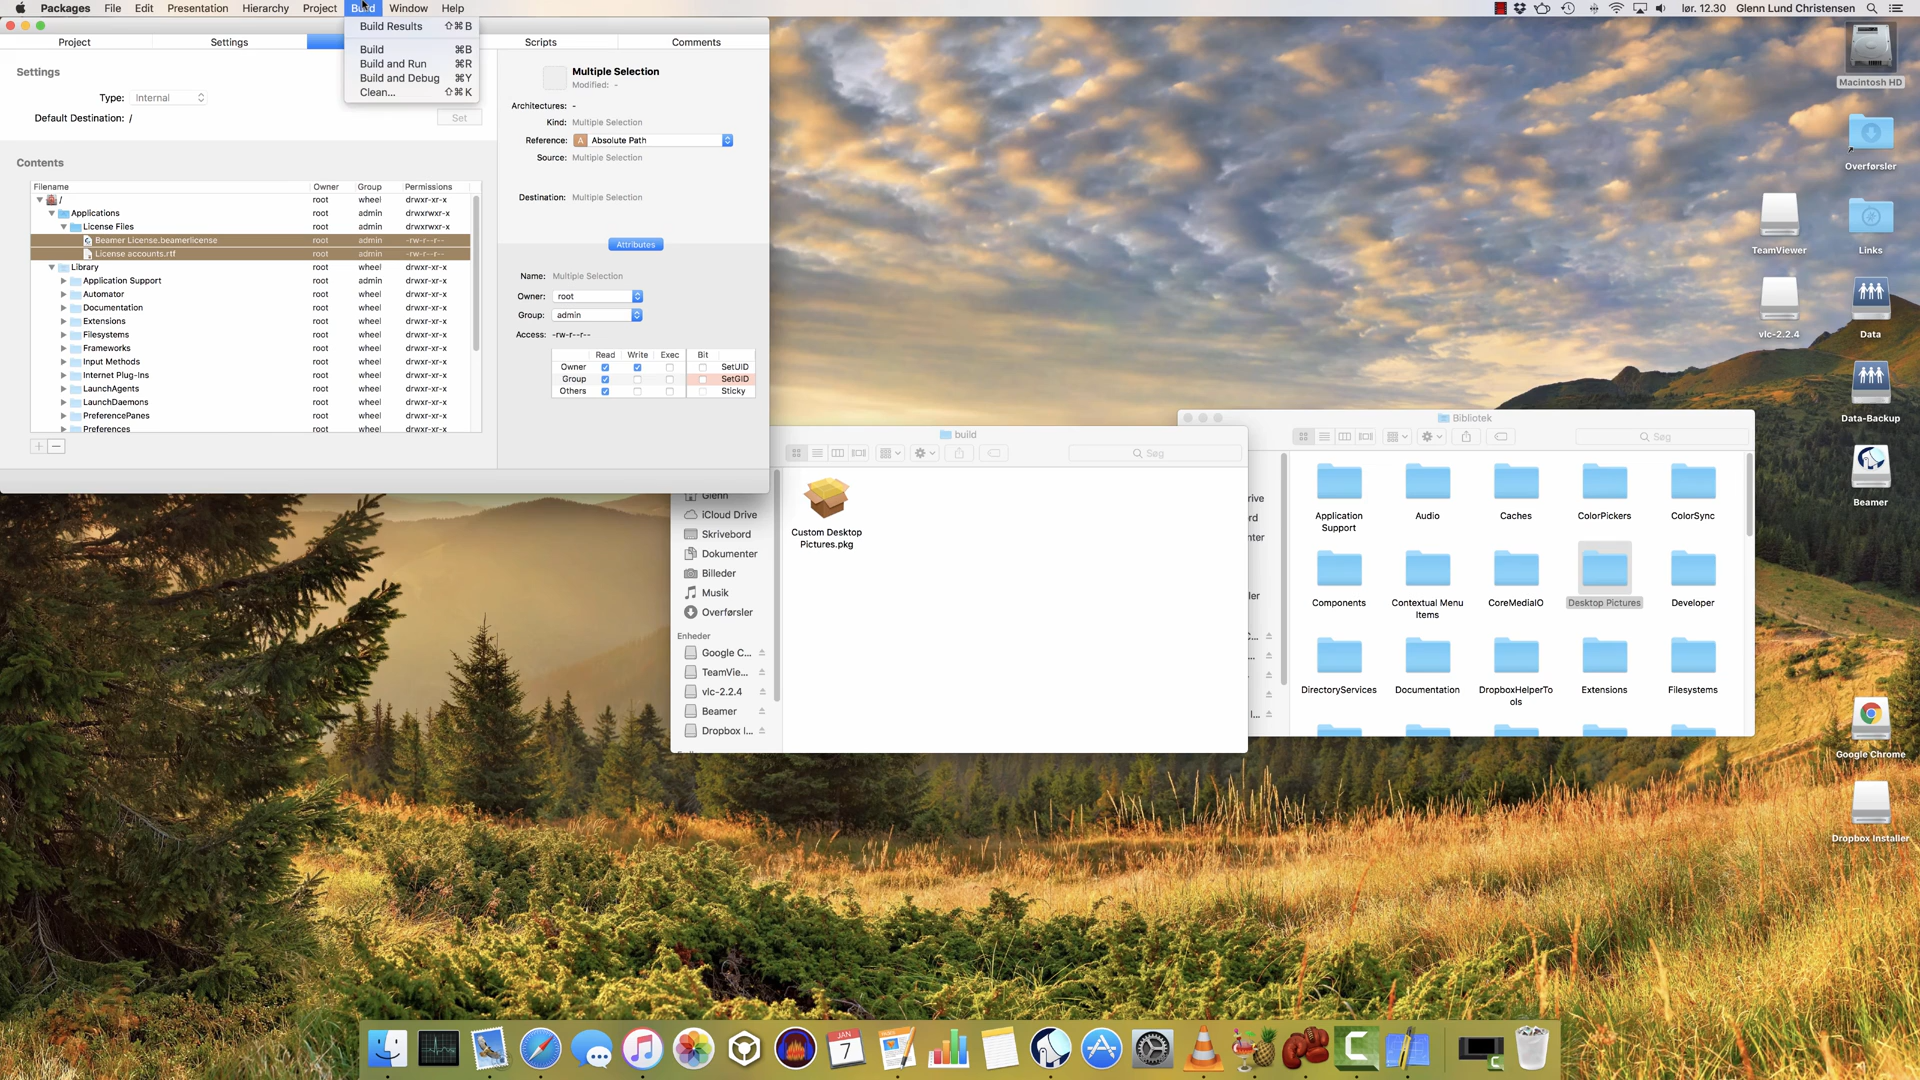 Packages File Edit Presentation Hierarchy Project Build Window Help
lør. 12.30 Glenn Lund Christensen
Build Results ⇧⌘B
Build ⌘B
Build and Run ⌘R
Build and Debug ⌘Y
Clean... ⇧⌘K
Project Settings Scripts Comments
Settings
Type: Internal
Default Destination: /
Set
Contents
Filename Owner Group Permissions
/ root wheel drwxr-xr-x
Applications root admin drwxrwxr-x
License Files root admin drwxrwxr-x
Beamer License.beamerlicense root admin -rw-r--r--
License accounts.rtf root admin -rw-r--r--
Library root wheel drwxr-xr-x
Application Support root admin drwxr-xr-x
Automator root wheel drwxr-xr-x
Documentation root wheel drwxr-xr-x
Extensions root wheel drwxr-xr-x
Filesystems root wheel drwxr-xr-x
Frameworks root wheel drwxr-xr-x
Input Methods root wheel drwxr-xr-x
Internet Plug-Ins root wheel drwxr-xr-x
LaunchAgents root wheel drwxr-xr-x
LaunchDaemons root wheel drwxr-xr-x
PreferencePanes root wheel drwxr-xr-x
Preferences root wheel drwxr-xr-x
Multiple Selection
Modified: -
Architectures: -
Kind: Multiple Selection
Reference: A Absolute Path
Source: Multiple Selection
Destination: Multiple Selection
Attributes
Name: Multiple Selection
Owner: root
Group: admin
Access: -rw-r--r--
Read Write Exec Bit
Owner SetUID
Group SetGID
Others Sticky
build
Søg
Glenn
iCloud Drive
Skrivebord
Dokumenter
Billeder
Musik
Overførsler
Enheder
Google C...
TeamVie...
vlc-2.2.4
Beamer
Dropbox I...
Custom Desktop
Pictures.pkg
Bibliotek
Søg
Application
Support
Audio
Caches
ColorPickers
ColorSync
Components
Contextual Menu
Items
CoreMediaIO
Desktop Pictures
Developer
DirectoryServices
Documentation
DropboxHelperTo
ols
Extensions
Filesystems
Macintosh HD
Overførsler
TeamViewer
Links
vlc-2.2.4
Data
Data-Backup
Beamer
Google Chrome
Dropbox Installer
JAN
7